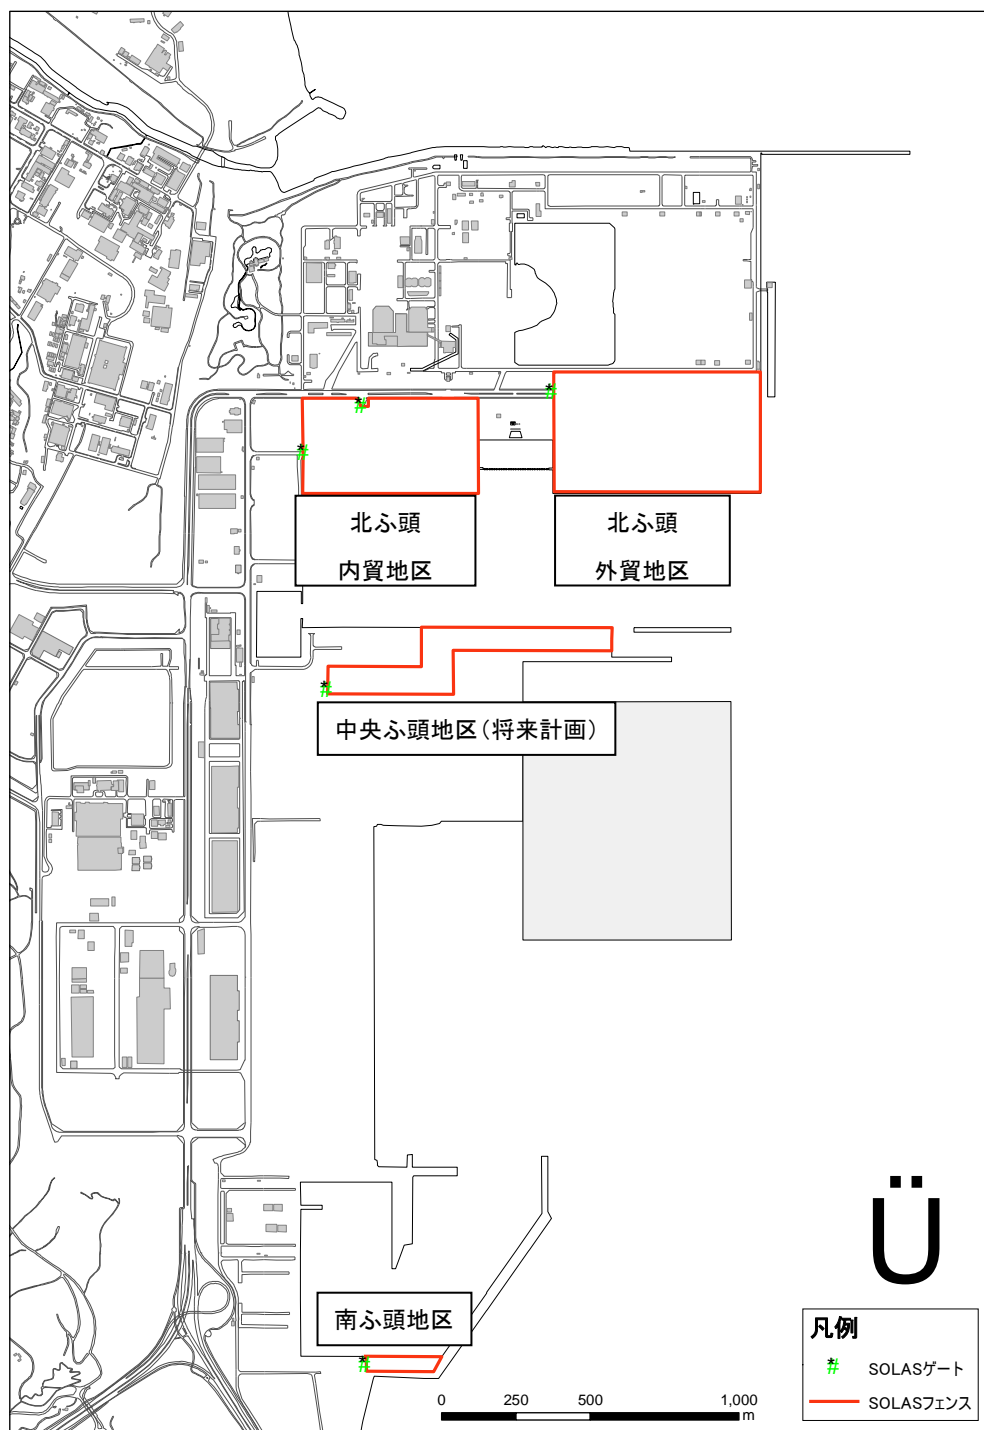 北ふ頭
内貿地区
北ふ頭
外貿地区
中央ふ頭地区(将来計画)
南ふ頭地区
Ü
凡例
SOLASゲート
SOLASフェンス
0 250 500 1,000
m